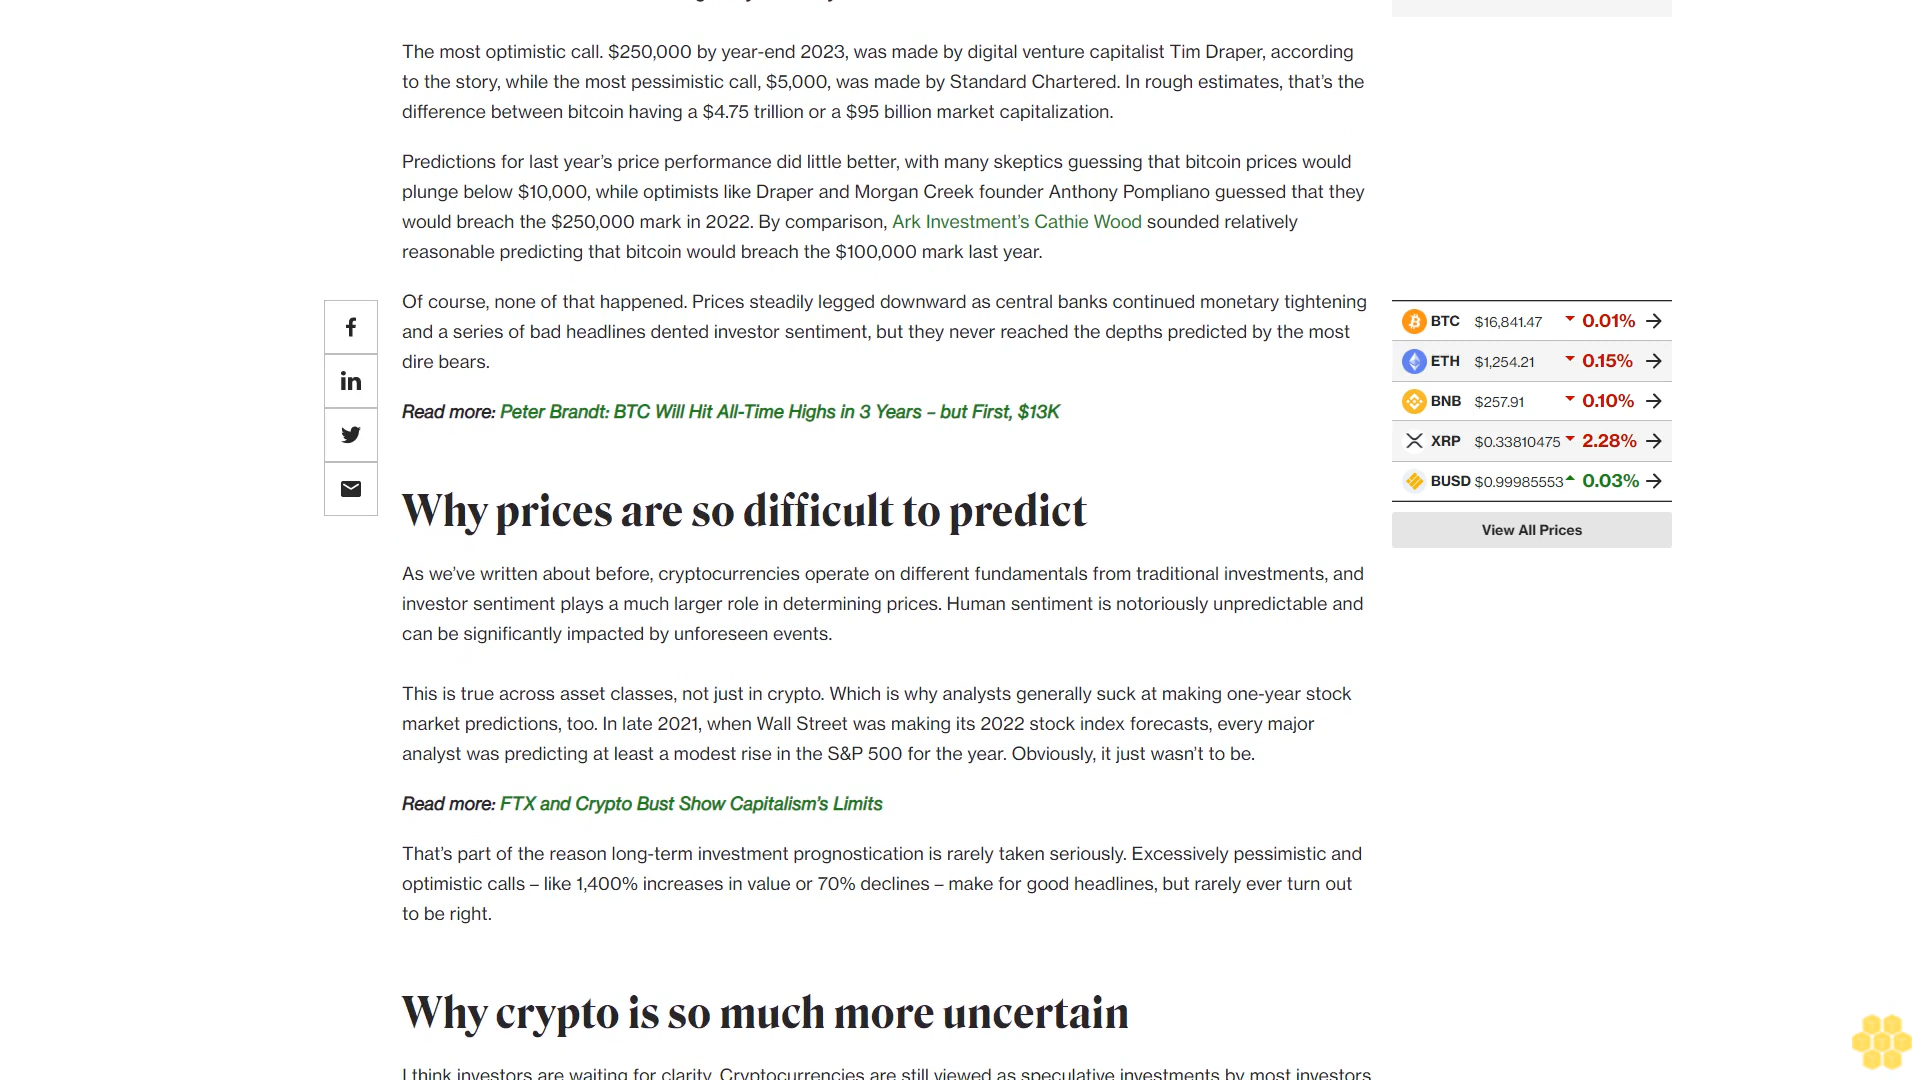 The most optimistic call. $250,000 by year-end 2023, was made by digital venture capitalist Tim Draper, according
to the story, while the most pessimistic call, $5,000, was made by Standard Chartered. In rough estimates, that's the
difference between bitcoin having a $4.75 trillion or a $95 billion market capitalization.
Predictions for last year's price performance did little better, with many skeptics guessing that bitcoin prices would
plunge below $10,000, while optimists like Draper and Morgan Creek founder Anthony Pompliano guessed that they
would breach the $250,000 mark in 2022. By comparison, Ark Investment's Cathie Wood sounded relatively
reasonable predicting that bitcoin would breach the $100,000 mark last year.
Of course, none of that happened. Prices steadily legged downward as central banks continued monetary tightening
and a series of bad headlines dented investor sentiment, but they never reached the depths predicted by the most
dire bears.
Read more: Peter Brandt: BTC Will Hit All-Time Highs in 3 Years – but First, $13K
Why prices are so difficult to predict
As we've written about before, cryptocurrencies operate on different fundamentals from traditional investments, and
investor sentiment plays a much larger role in determining prices. Human sentiment is notoriously unpredictable and
can be significantly impacted by unforeseen events.
This is true across asset classes, not just in crypto. Which is why analysts generally suck at making one-year stock
market predictions, too. In late 2021, when Wall Street was making its 2022 stock index forecasts, every major
analyst was predicting at least a modest rise in the S&P 500 for the year. Obviously, it just wasn't to be.
Read more: FTX and Crypto Bust Show Capitalism's Limits
That's part of the reason long-term investment prognostication is rarely taken seriously. Excessively pessimistic and
optimistic calls – like 1,400% increases in value or 70% declines – make for good headlines, but rarely ever turn out
to be right.
Why crypto is so much more uncertain
I think investors are waiting for clarity. Cryptocurrencies are still viewed as speculative investments by most investors
BTC $16,841.47 0.01%
ETH $1,254.21 0.15%
BNB $257.91 0.10%
XRP $0.33810475 2.28%
BUSD $0.99985553 0.03%
View All Prices